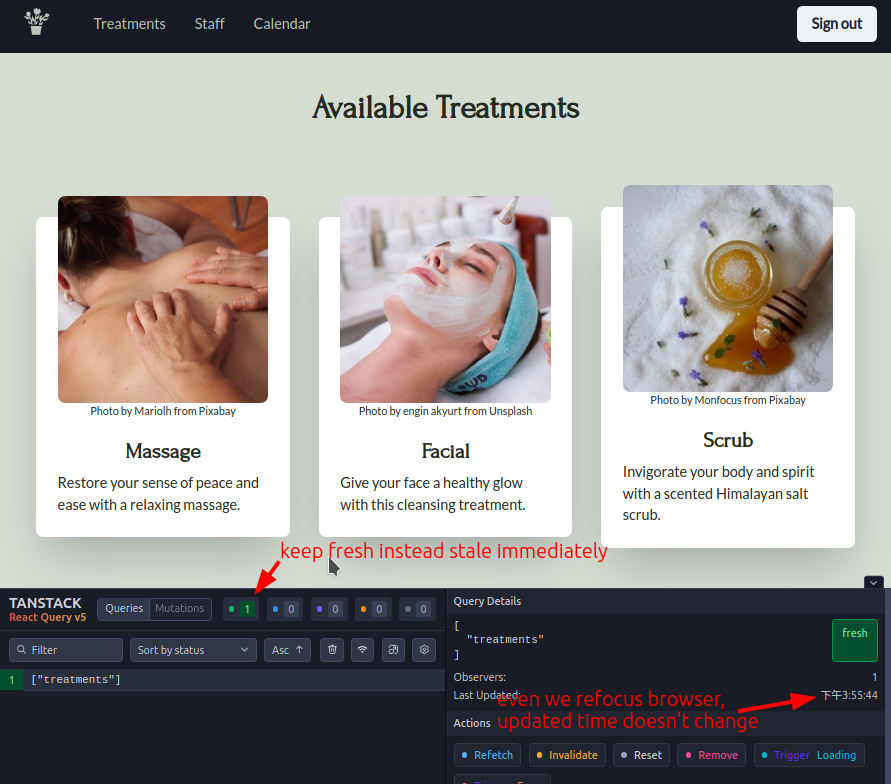 Treatments Staff Calendar Sign out
Available Treatments
Photo by Mariolh from Pixabay
Massage
Restore your sense of peace and
ease with a relaxing massage.
Photo by engin akyurt from Unsplash
Facial
Give your face a healthy glow
with this cleansing treatment.
Photo by Monfocus from Pixabay
Scrub
Invigorate your body and spirit
with a scented Himalayan salt
scrub.
keep fresh instead stale immediately
TANSTACK
React Query v5
Queries Mutations
1 0 0 0 0
Filter Sort by status Asc ↑
1 ["treatments"]
Query Details
[
"treatments"
]
fresh
Observers: 1
Last Updated: 下午3:55:44
even we refocus browser,
updated time doesn't change
Actions
Refetch Invalidate Reset Remove Trigger Loading